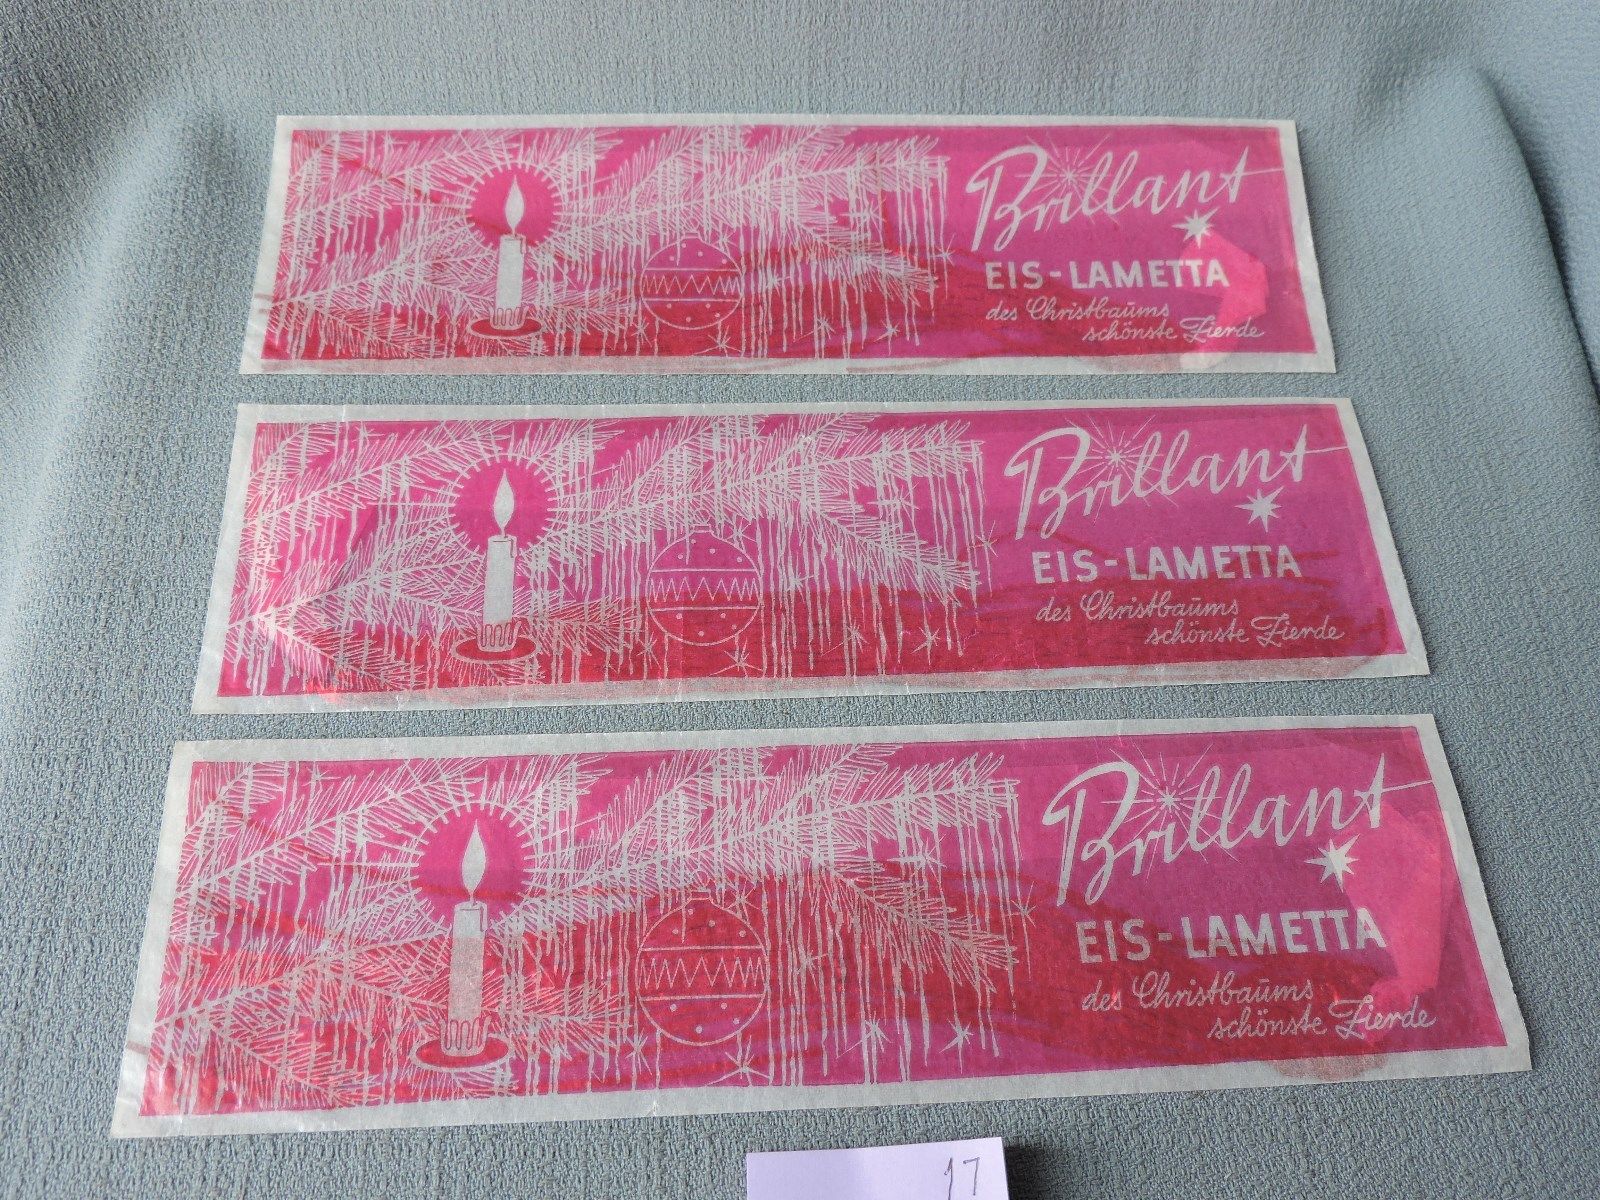 Brillant
EIS-LAMETTA
des Christbaums
schönste Zierde
Brillant
EIS-LAMETTA
des Christbaums
schönste Zierde
Brillant
EIS-LAMETTA
des Christbaums
schönste Zierde
17